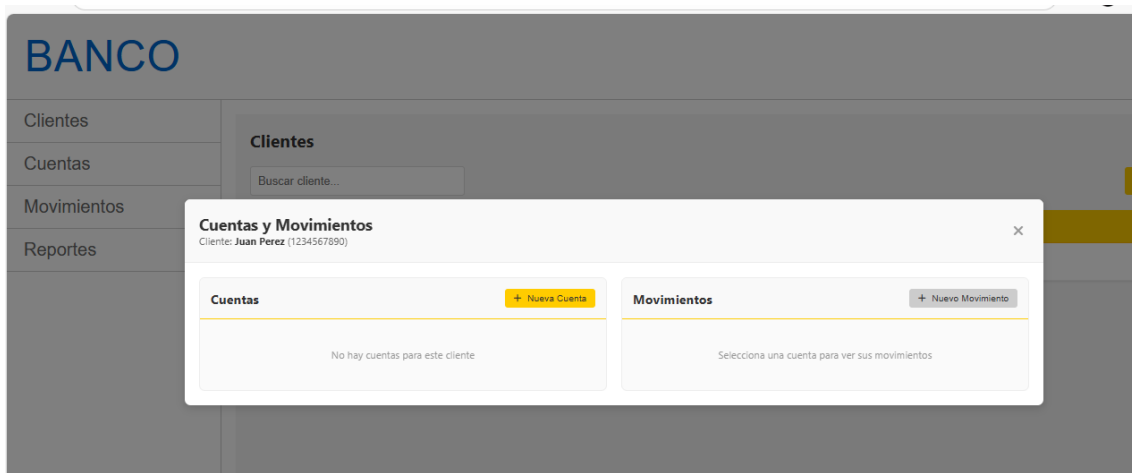 BANCO
Clientes
Cuentas
Movimientos
Reportes
Clientes
Buscar cliente...
Cuentas y Movimientos
Cliente: Juan Perez (1234567890)
×
Cuentas
+ Nueva Cuenta
No hay cuentas para este cliente
Movimientos
+ Nuevo Movimiento
Selecciona una cuenta para ver sus movimientos